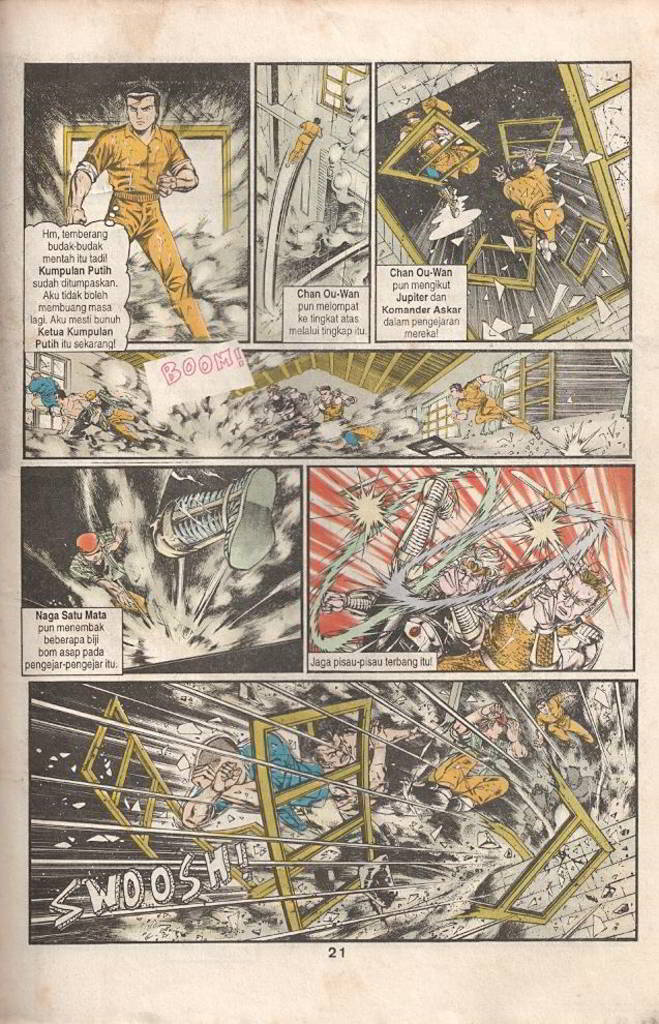 Hm, temberang
budak-budak
mentah itu tadi!
Kumpulan Putih
sudah ditumpaskan.
Aku tidak boleh
membuang masa
lagi. Aku mesti bunuh
Ketua Kumpulan
Putih itu sekarang!
Chan Ou-Wan
pun melompat
ke tingkat atas
melalui tingkap itu.
Chan Ou-Wan
pun mengikut
Jupiter dan
Komander Askar
dalam pengejaran
mereka!
BOOM!
Naga Satu Mata
pun menembak
beberapa biji
bom asap pada
pengejar-pengejar itu.
Jaga pisau-pisau terbang itu!
SWOOSH!
21